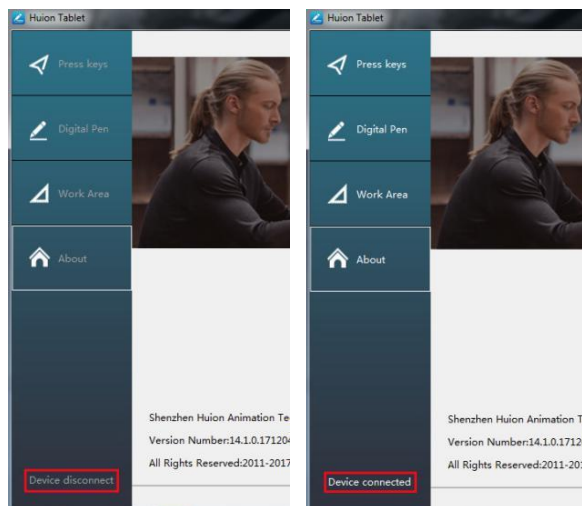 Huion Tablet
Press keys
Digital Pen
Work Area
About
Shenzhen Huion Animation Te
Version Number:14.1.0.171204
All Rights Reserved:2011-2017
Device disconnect
Huion Tablet
Press keys
Digital Pen
Work Area
About
Shenzhen Huion Animation T
Version Number:14.1.0.1712
All Rights Reserved:2011-201
Device connected